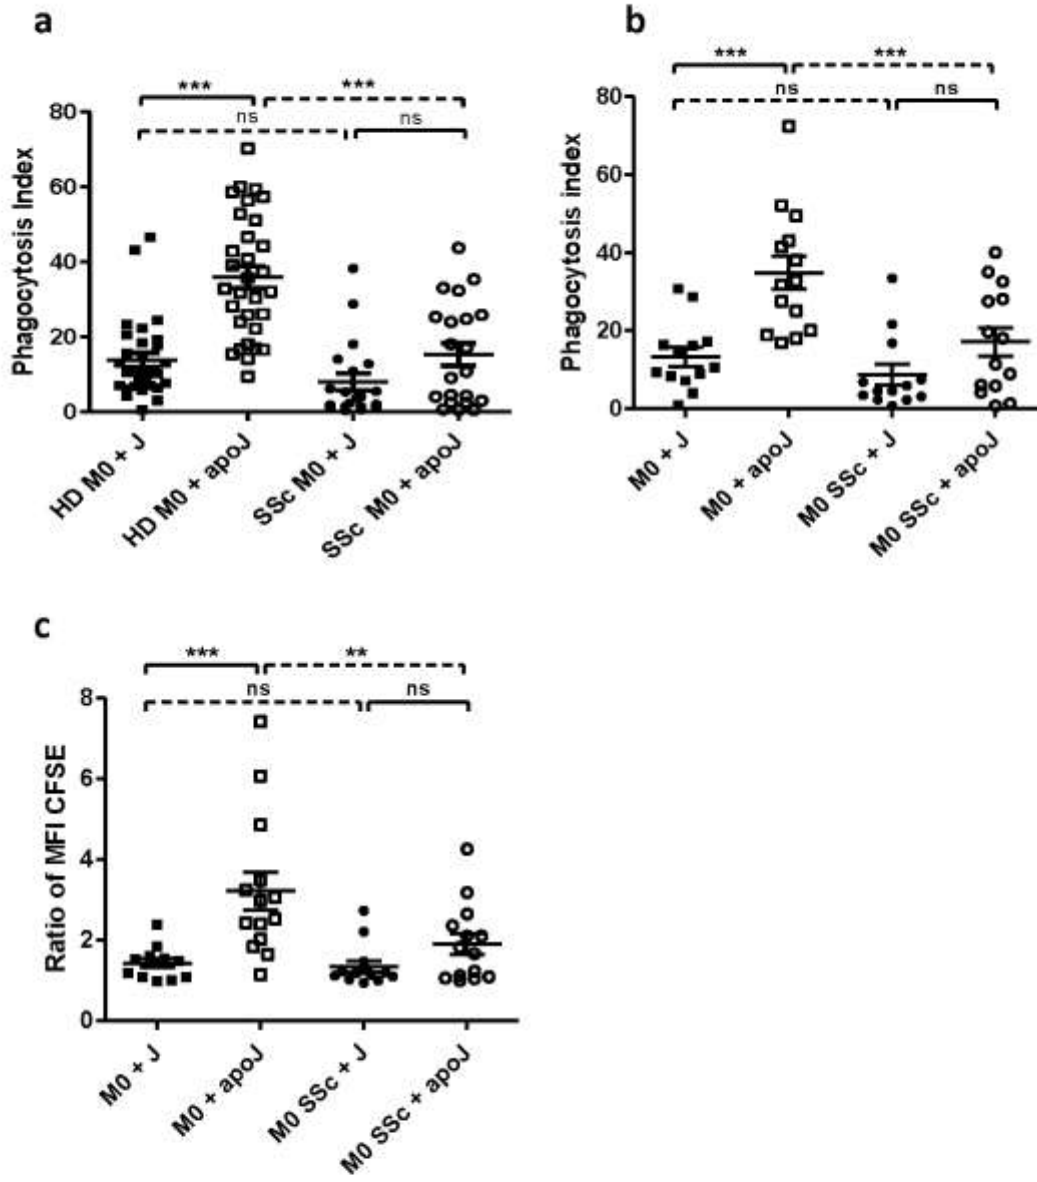 a
*** ***
ns ns
Phagocytosis Index
80
60
40
20
0
HD M0 + J
HD M0 + apoJ
SSc M0 + J
SSc M0 + apoJ
b
*** ***
ns ns
Phagocytosis index
80
60
40
20
0
M0 + J
M0 + apoJ
M0 SSc + J
M0 SSc + apoJ
c
*** **
ns ns
Ratio of MFI CFSE
8
6
4
2
0
M0 + J
M0 + apoJ
M0 SSc + J
M0 SSc + apoJ